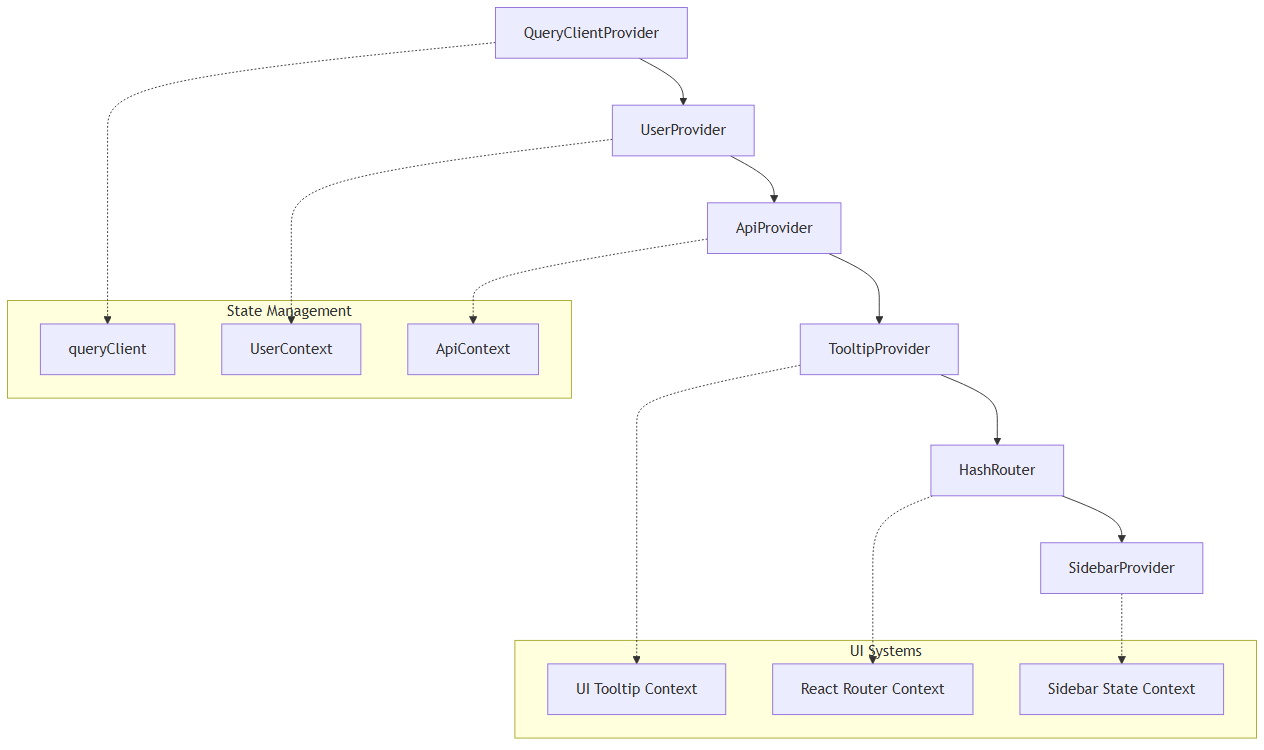 QueryClientProvider
UserProvider
ApiProvider
State Management
queryClient
UserContext
ApiContext
TooltipProvider
HashRouter
SidebarProvider
UI Systems
UI Tooltip Context
React Router Context
Sidebar State Context